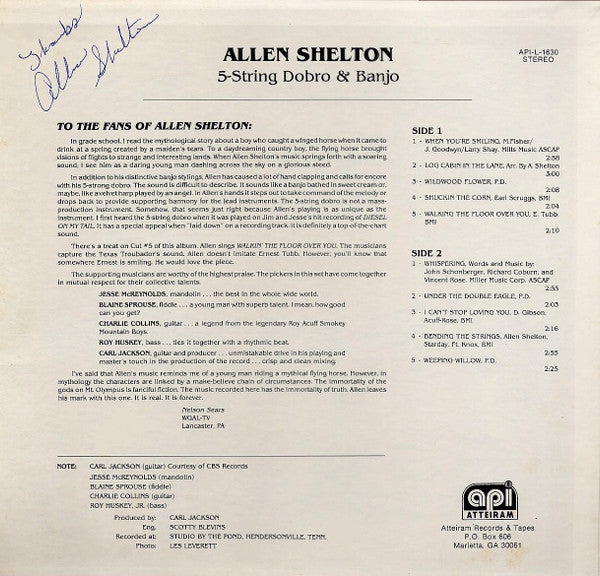 Thanks
Allen Shelton
ALLEN SHELTON
5-String Dobro & Banjo
API-L-1630
STEREO
TO THE FANS OF ALLEN SHELTON:
In grade school, I read the mythological story about a boy who caught a winged horse when it came to
drink at a spring created by a maiden's tears. To a daydreaming country boy, the flying horse brought
visions of flights to strange and interesting lands. When Allen Shelton's music springs forth with a soaring
sound, I see him as a daring young man dashing across the sky on a glorious steed.
In addition to his distinctive banjo stylings, Allen has caused a lot of hand clapping and calls for encore
with his 5-string dobro. The sound is difficult to describe. It sounds like a banjo bathed in sweet cream or,
maybe, like a velvet harp played by an angel. In Allen's hands it steps out to take command of the melody or
drops back to provide supporting harmony for the lead instruments. The 5-string dobro is not a mass-
production instrument. Somehow, that seems just right because Allen's playing is as unique as the
instrument. I first heard the 5-string dobro when it was played on Jim and Jesse's hit recording of DIESEL
ON MY TAIL. It has a special appeal when "laid down" on a recording track. It is definitely a top-of-the-chart
sound.
There's a treat on Cut #5 of this album. Allen sings WALKIN' THE FLOOR OVER YOU. The musicians
capture the Texas Troubador's sound. Allen doesn't imitate Ernest Tubb. However, you'll know that
somewhere Ernest is smiling. He would love the piece.
The supporting musicians are worthy of the highest praise. The pickers in this set have come together
in mutual respect for their collective talents.
JESSE McREYNOLDS, mandolin . . . the best in the whole wide world.
BLAINE SPROUSE, fiddle . . . a young man with superb talent. I mean, how good
can you get?
CHARLIE COLLINS, guitar . . . a legend from the legendary Roy Acuff Smokey
Mountain Boys.
ROY HUSKEY, bass . . . ties it together with a rhythmic beat.
CARL JACKSON, guitar and producer . . . unmistakable drive in his playing and
master's touch in the production of the record . . . crisp and clean mixing.
I've said that Allen's music reminds me of a young man riding a mythical flying horse. However, in
mythology the characters are linked by a make-believe chain of circumstances. The immortality of the
gods on Mt. Olympus is fanciful fiction. The music recorded here has the immortality of truth. Allen leaves
his mark with this one. It is real. It is forever.
Nelson Sears
WGAL-TV
Lancaster, PA
SIDE 1
1 - WHEN YOU'RE SMILING, M.Fisher/
J. Goodwyn/Larry Shay. Mills Music ASCAP
2:58
2 - LOG CABIN IN THE LANE, Arr. By A. Shelton
3:00
3 - WILDWOOD FLOWER, P.D.
2:08
4 - SHUCKIN THE CORN, Earl Scruggs, BMI
2:04
5 - WALKING THE FLOOR OVER YOU, E. Tubb.
BMI
2:10
SIDE 2
1 - WHISPERING, Words and Music by:
John Schonberger, Richard Coburn, and
Vincent Rose. Miller Music Corp. ASCAP
2:55
2 - UNDER THE DOUBLE EAGLE, P.D.
2:03
3 - I CAN'T STOP LOVING YOU, D. Gibson,
Acuff-Rose, BMI
2:16
4 - BENDING THE STRINGS, Allen Shelton,
Starday, Ft. Knox, BMI
2:55
5 - WEEPING WILLOW, P.D.
2:25
NOTE: CARL JACKSON (guitar) Courtesy of CBS Records
JESSE McREYNOLDS (mandolin)
BLAINE SPROUSE (fiddle)
CHARLIE COLLINS (guitar)
ROY HUSKEY, JR. (bass)
Produced by: CARL JACKSON
Eng. SCOTTY BLEVINS
Recorded at: STUDIO BY THE POND, HENDERSONVILLE, TENN.
Photo: LES LEVERETT
api
ATTEIRAM
Atteiram Records & Tapes
P.O. Box 606
Marietta, GA 30061